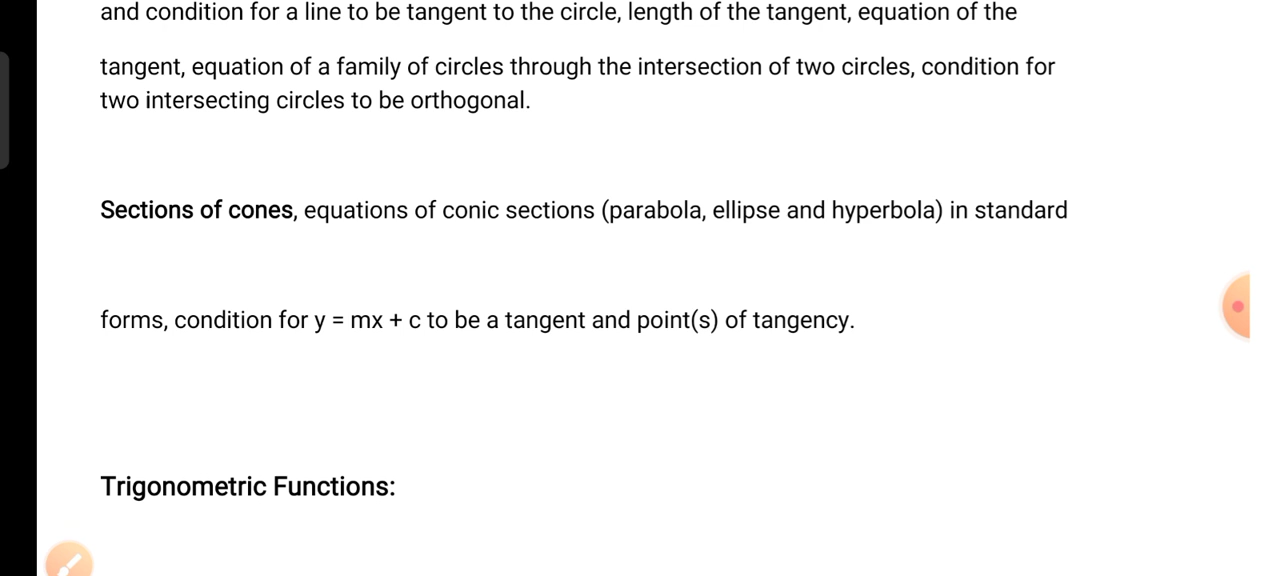 and condition for a line to be tangent to the circle, length of the tangent, equation of the
tangent, equation of a family of circles through the intersection of two circles, condition for
two intersecting circles to be orthogonal.
Sections of cones, equations of conic sections (parabola, ellipse and hyperbola) in standard
forms, condition for y = mx + c to be a tangent and point(s) of tangency.
Trigonometric Functions: